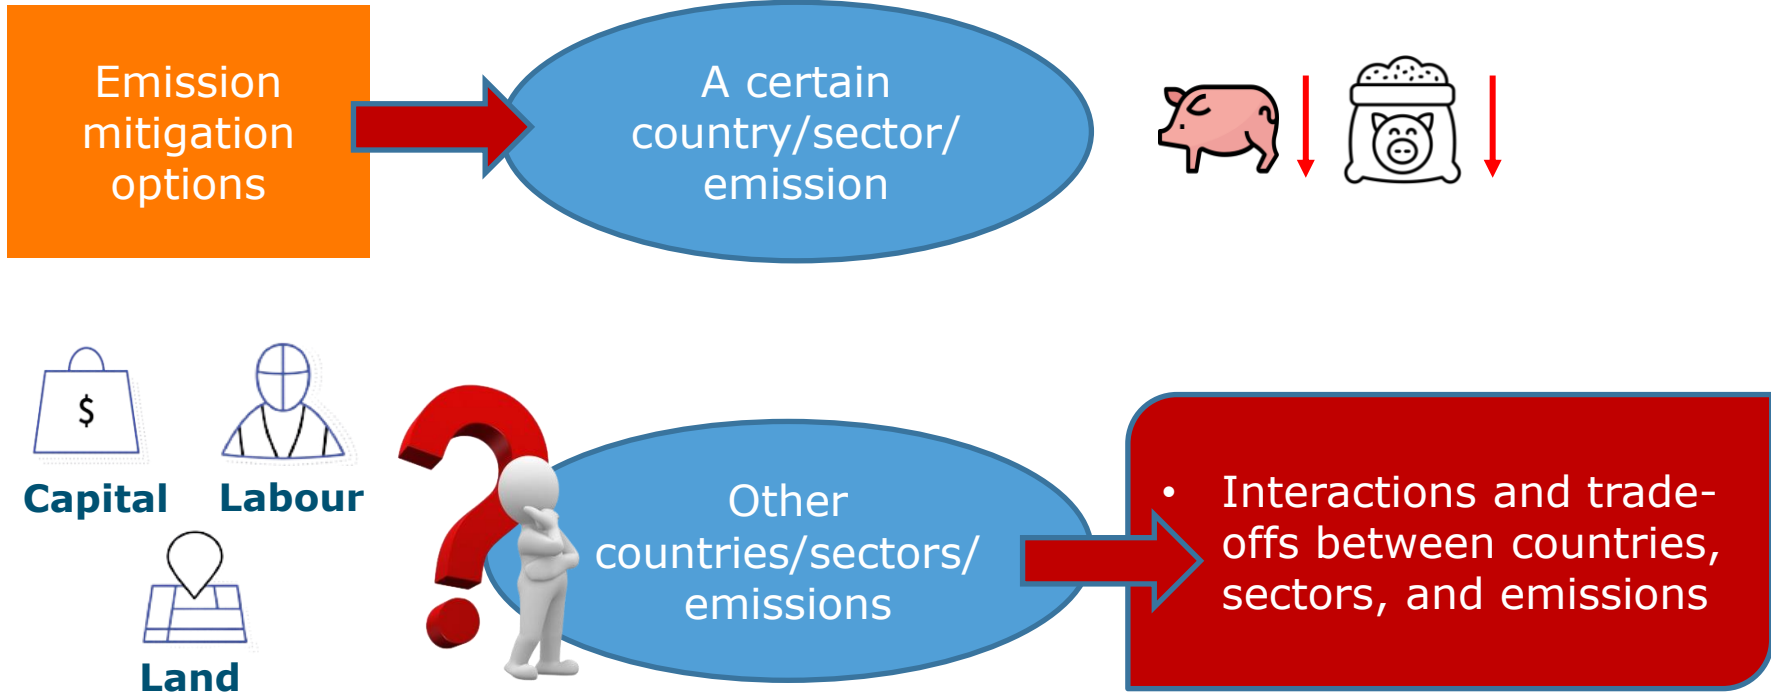 Emission
mitigation
options
A certain
country/sector/
emission
$
Capital
Labour
Land
Other
countries/sectors/
emissions
• Interactions and trade-
offs between countries,
sectors, and emissions